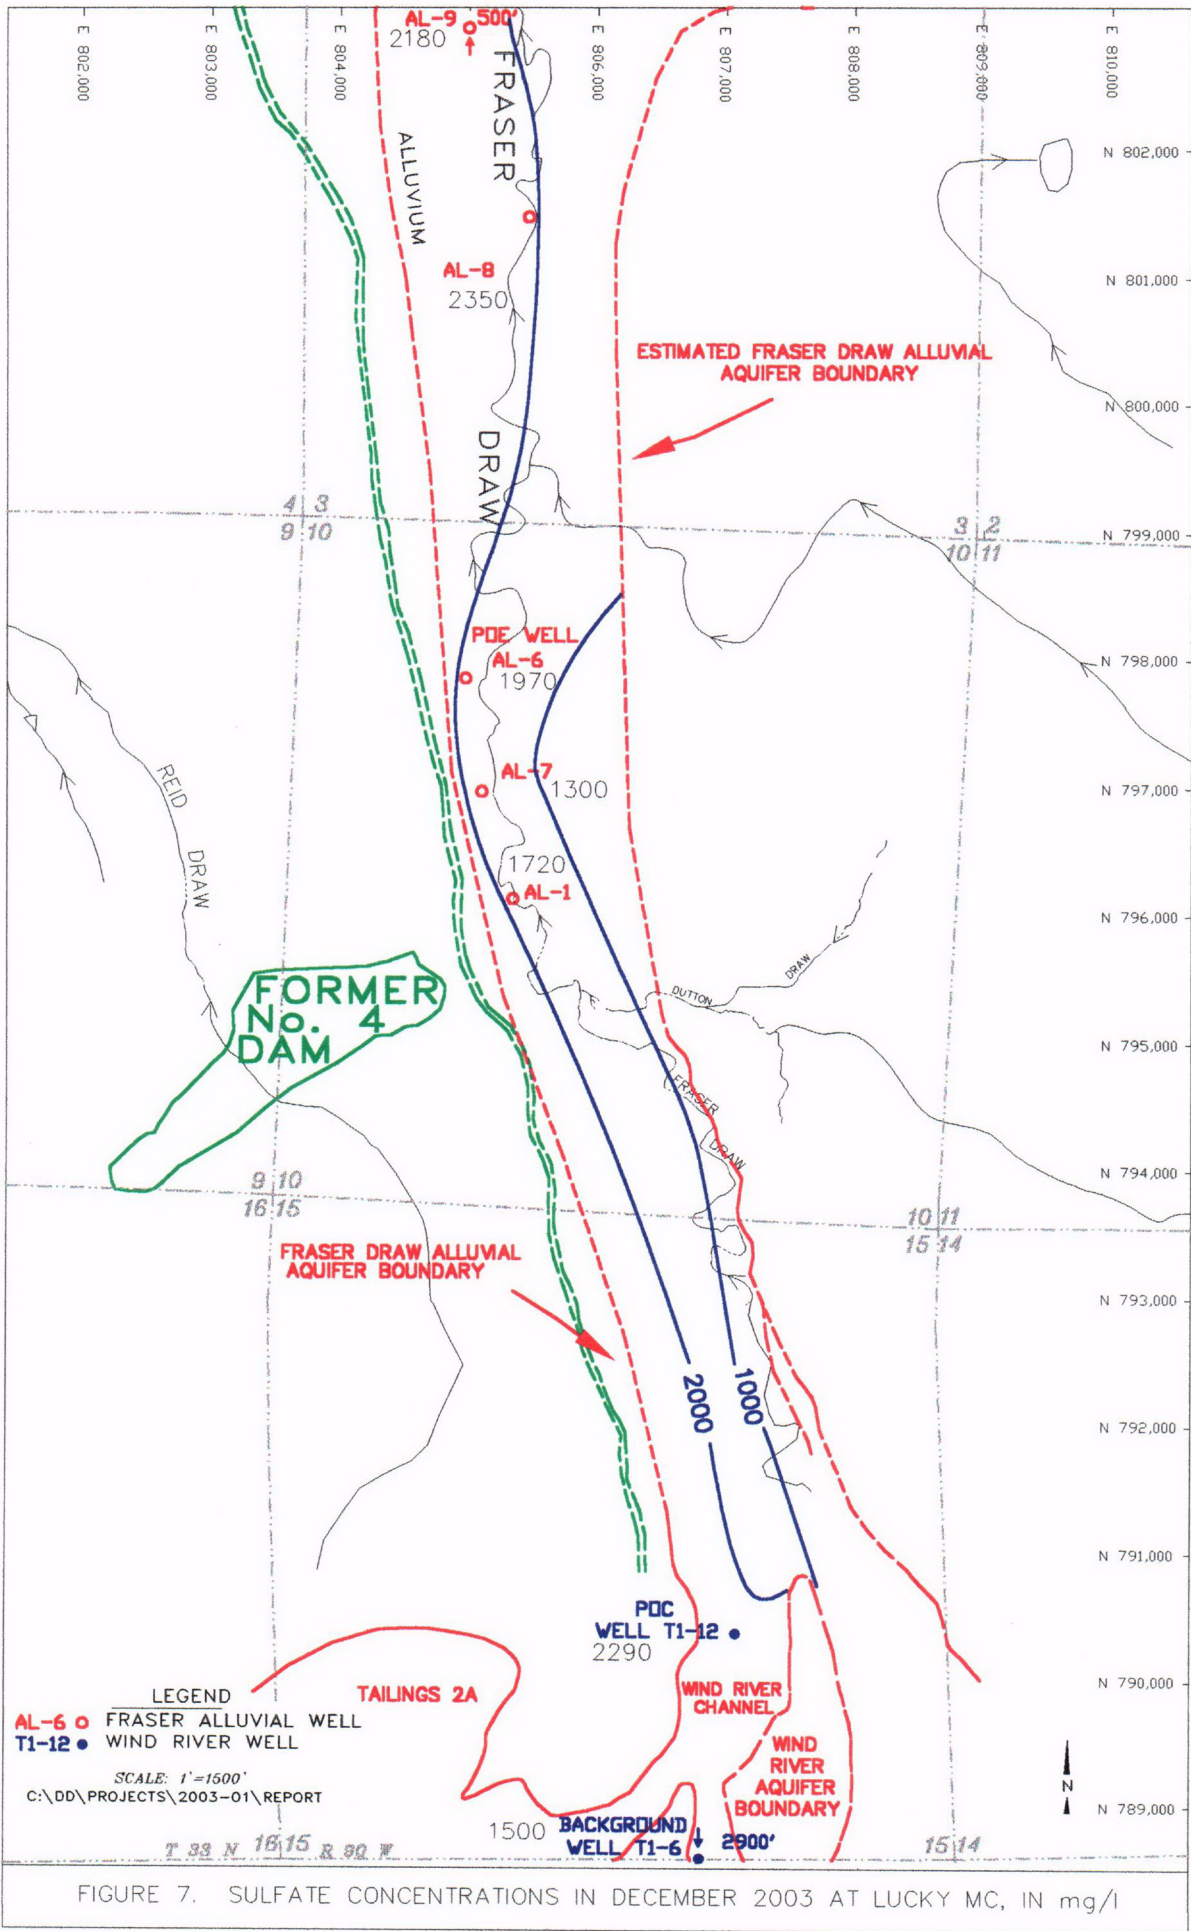 E 802,000
E 803,000
E 804,000
E 806,000
E 807,000
E 808,000
E 809,000
E 810,000
AL-9 500'
2180
FRASER
ALLUVIUM
N 802,000
AL-8
2350
N 801,000
ESTIMATED FRASER DRAW ALLUVIAL
AQUIFER BOUNDARY
N 800,000
DRAW
4 3
9 10
3 2
10 11
N 799,000
POE WELL
AL-6
1970
N 798,000
AL-7
1300
N 797,000
REID
DRAW
1720
AL-1
N 796,000
DRAW
DUTTON
FORMER
No. 4
DAM
N 795,000
FRASER
DRAW
N 794,000
9 10
16 15
10 11
15 14
FRASER DRAW ALLUVIAL
AQUIFER BOUNDARY
N 793,000
2000
1000
N 792,000
N 791,000
POC
WELL T1-12
2290
N 790,000
TAILINGS 2A
WIND RIVER
CHANNEL
LEGEND
AL-6 FRASER ALLUVIAL WELL
T1-12 WIND RIVER WELL
WIND
RIVER
AQUIFER
BOUNDARY
SCALE: 1"=1500'
C:\DD\PROJECTS\2003-01\REPORT
N
N 789,000
1500
BACKGROUND
WELL T1-6
2900'
T 33 N 16 15 R 90 W
15 14
FIGURE 7. SULFATE CONCENTRATIONS IN DECEMBER 2003 AT LUCKY MC, IN mg/l